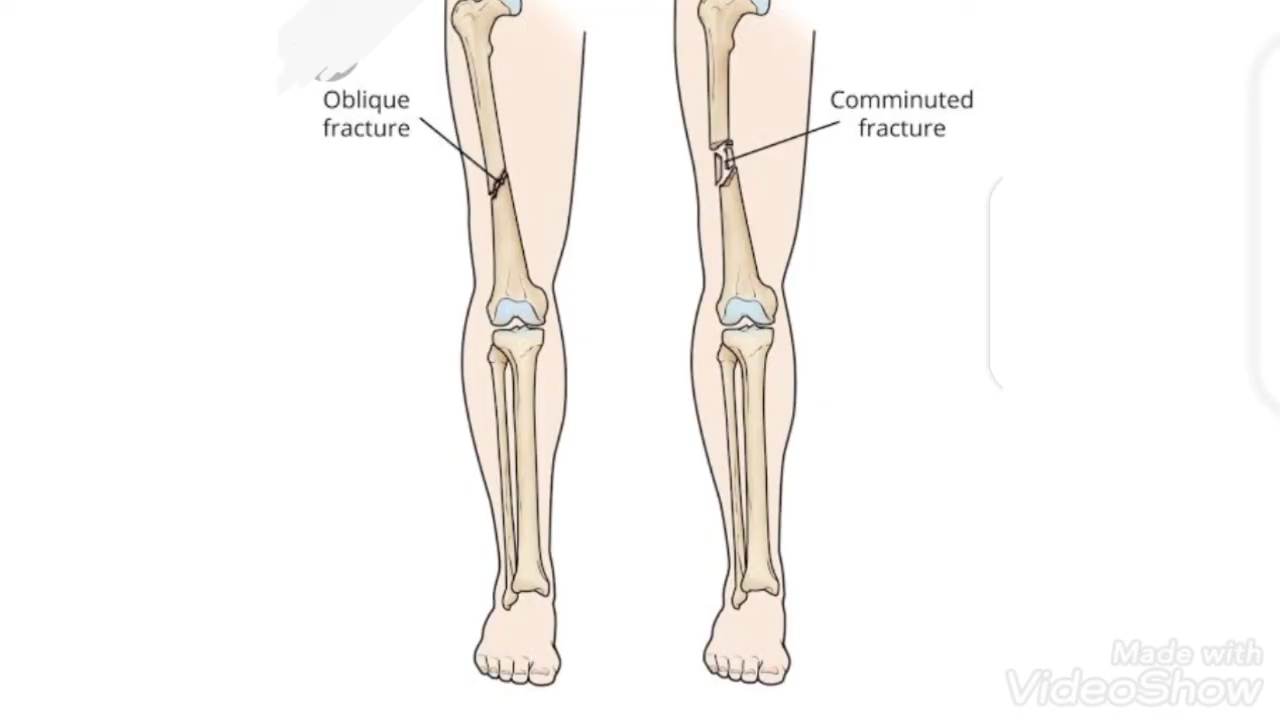 Oblique
fracture
Comminuted
fracture
Made with
VideoShow